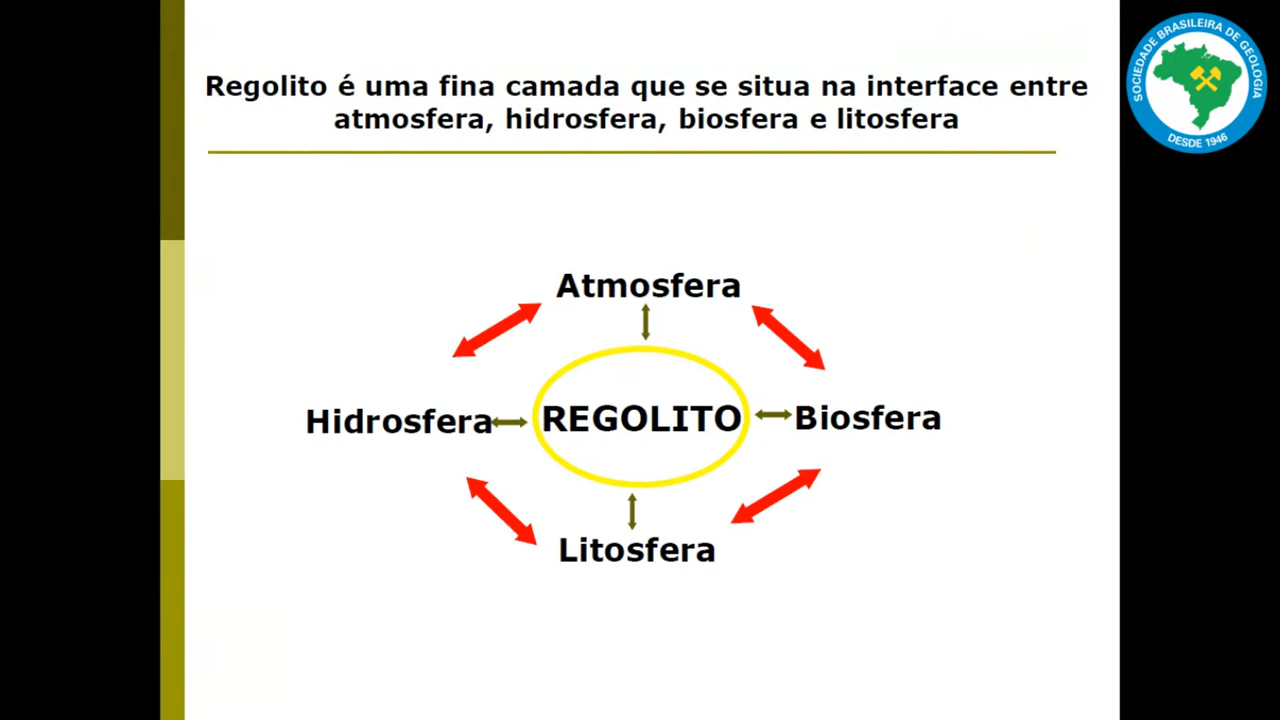 Regolito é uma fina camada que se situa na interface entre
atmosfera, hidrosfera, biosfera e litosfera
SOCIEDADE BRASILEIRA DE GEOLOGIA
DESDE 1946
Atmosfera
Hidrosfera
REGOLITO
Biosfera
Litosfera